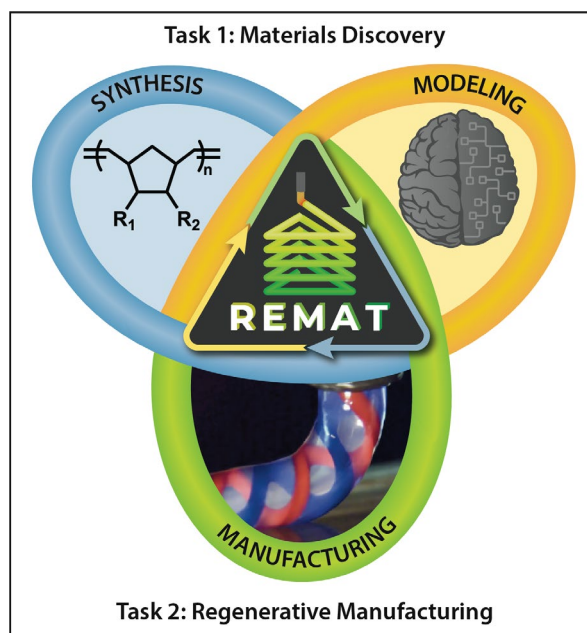 Task 1: Materials Discovery
SYNTHESIS
MODELING
n
R1 R2
REMAT
MANUFACTURING
Task 2: Regenerative Manufacturing